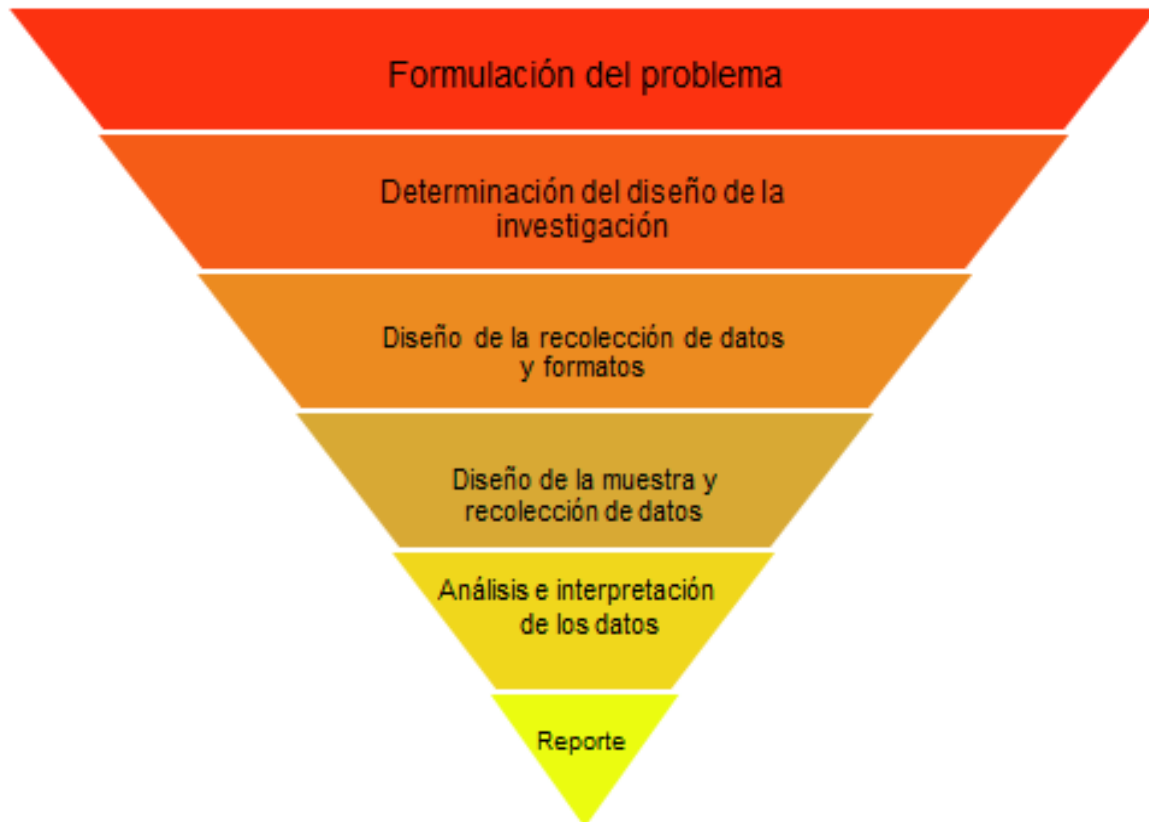 Formulación del problema
Determinación del diseño de la
investigación
Diseño de la recolección de datos
y formatos
Diseño de la muestra y
recolección de datos
Análisis e interpretación
de los datos
Reporte